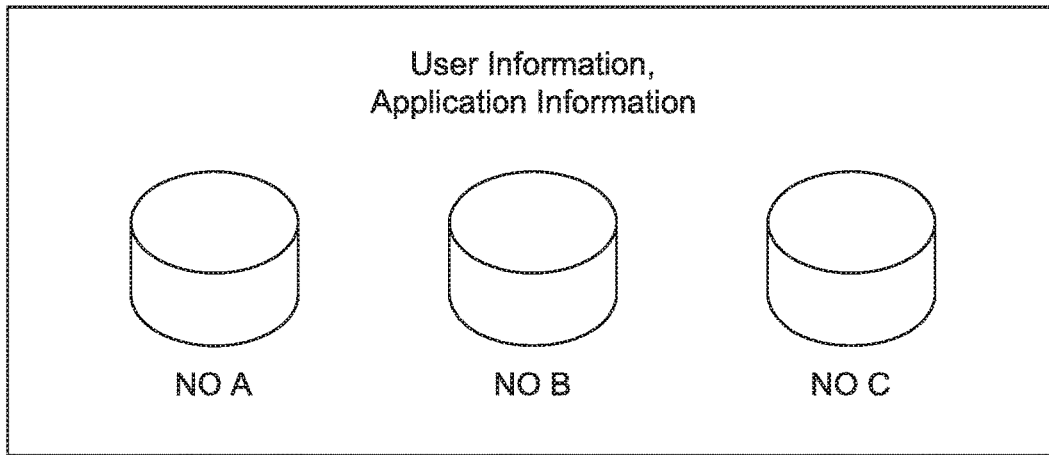 User Information,
Application Information
NO A
NO B
NO C